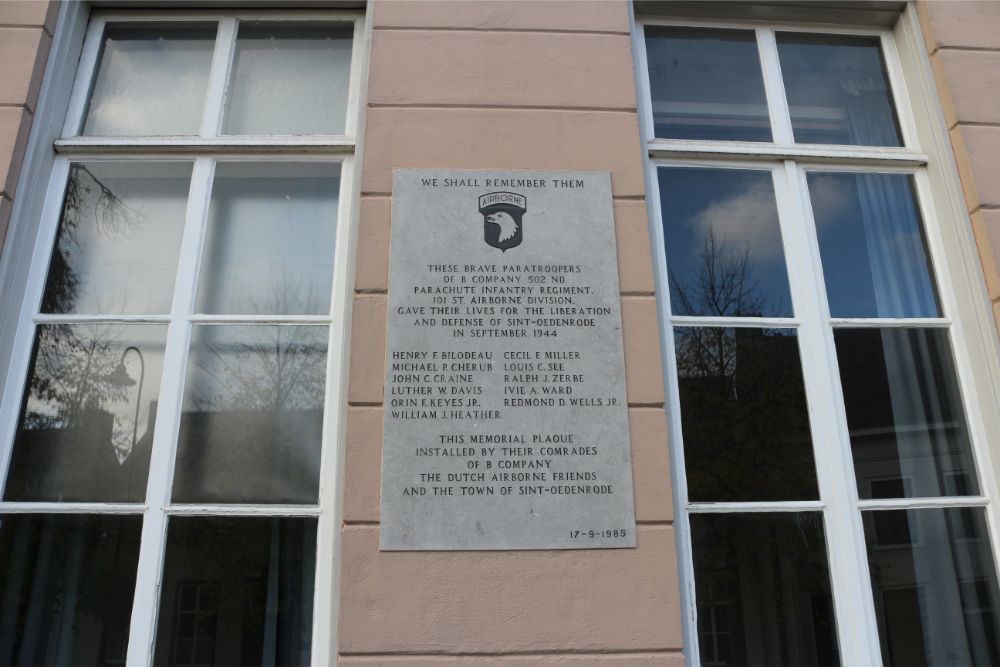 WE SHALL REMEMBER THEM
AIRBORNE
THESE BRAVE PARATROOPERS
OF B COMPANY 502 ND
PARACHUTE INFANTRY REGIMENT.
101 ST. AIRBORNE DIVISION.
GAVE THEIR LIVES FOR THE LIBERATION
AND DEFENSE OF SINT-OEDENRODE
IN SEPTEMBER 1944
HENRY F. BILODEAU CECIL F. MILLER
MICHAEL P. CHERUB LOUIS C. SEE
JOHN C. CRAINE RALPH J. ZERBE
LUTHER W. DAVIS IVIE A. WARD
ORIN F. KEYES JR. REDMOND D. WELLS JR.
WILLIAM J. HEATHER
THIS MEMORIAL PLAQUE
INSTALLED BY THEIR COMRADES
OF B COMPANY
THE DUTCH AIRBORNE FRIENDS
AND THE TOWN OF SINT-OEDENRODE
17-9-1985